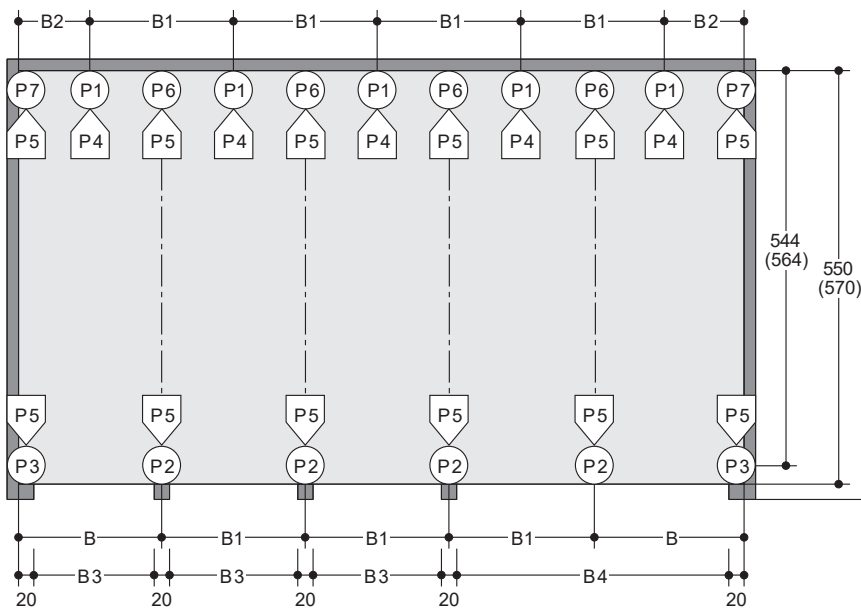 B2 B1 B1 B1 B1 B2
P7 P1 P6 P1 P6 P1 P6 P1 P6 P1 P7
P5 P4 P5 P4 P5 P4 P5 P4 P5 P4 P5
544
(564)
550
(570)
P5 P5 P5 P5 P5 P5
P3 P2 P2 P2 P2 P3
B B1 B1 B1 B
B3 B3 B3 B4
20 20 20 20 20